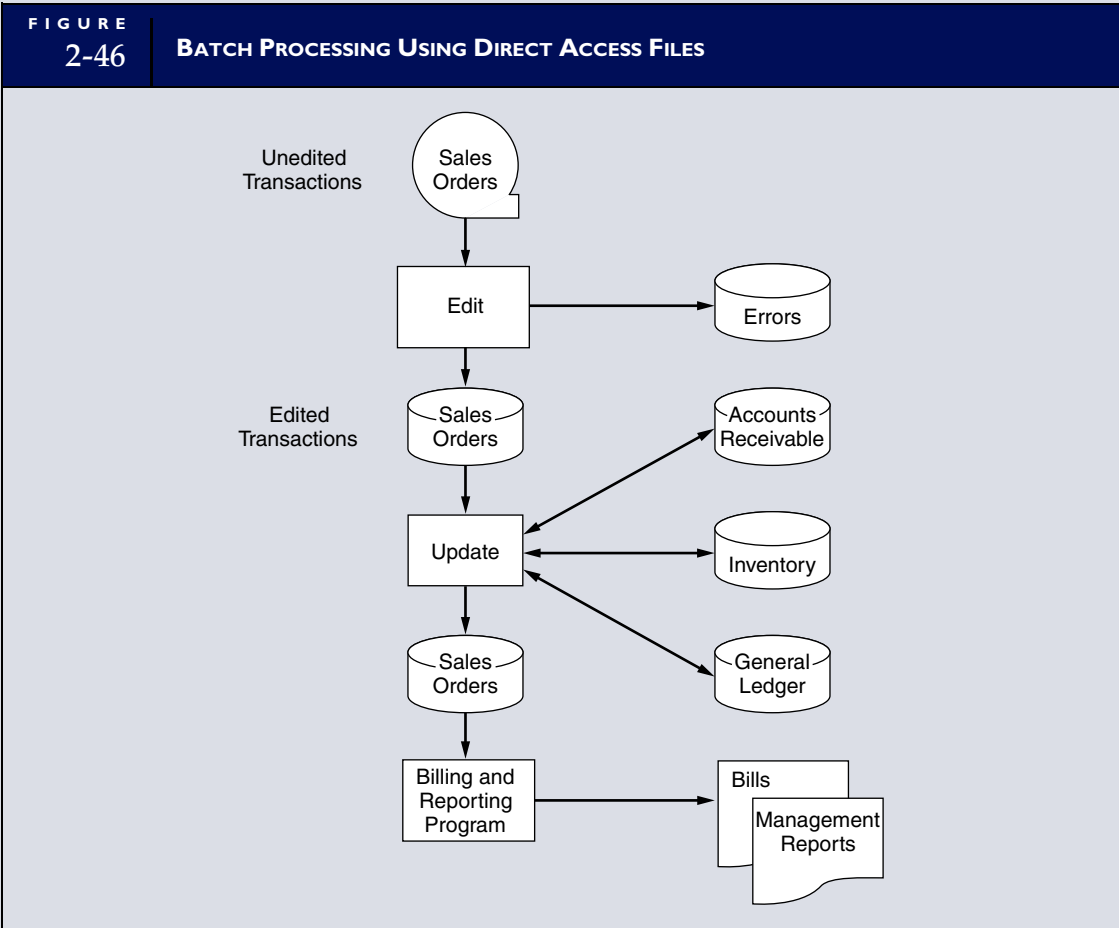 FIGURE
2-46
BATCH PROCESSING USING DIRECT ACCESS FILES
Unedited
Transactions
Sales
Orders
Edit
Errors
Edited
Transactions
Sales
Orders
Accounts
Receivable
Update
Inventory
Sales
Orders
General
Ledger
Billing and
Reporting
Program
Bills
Management
Reports